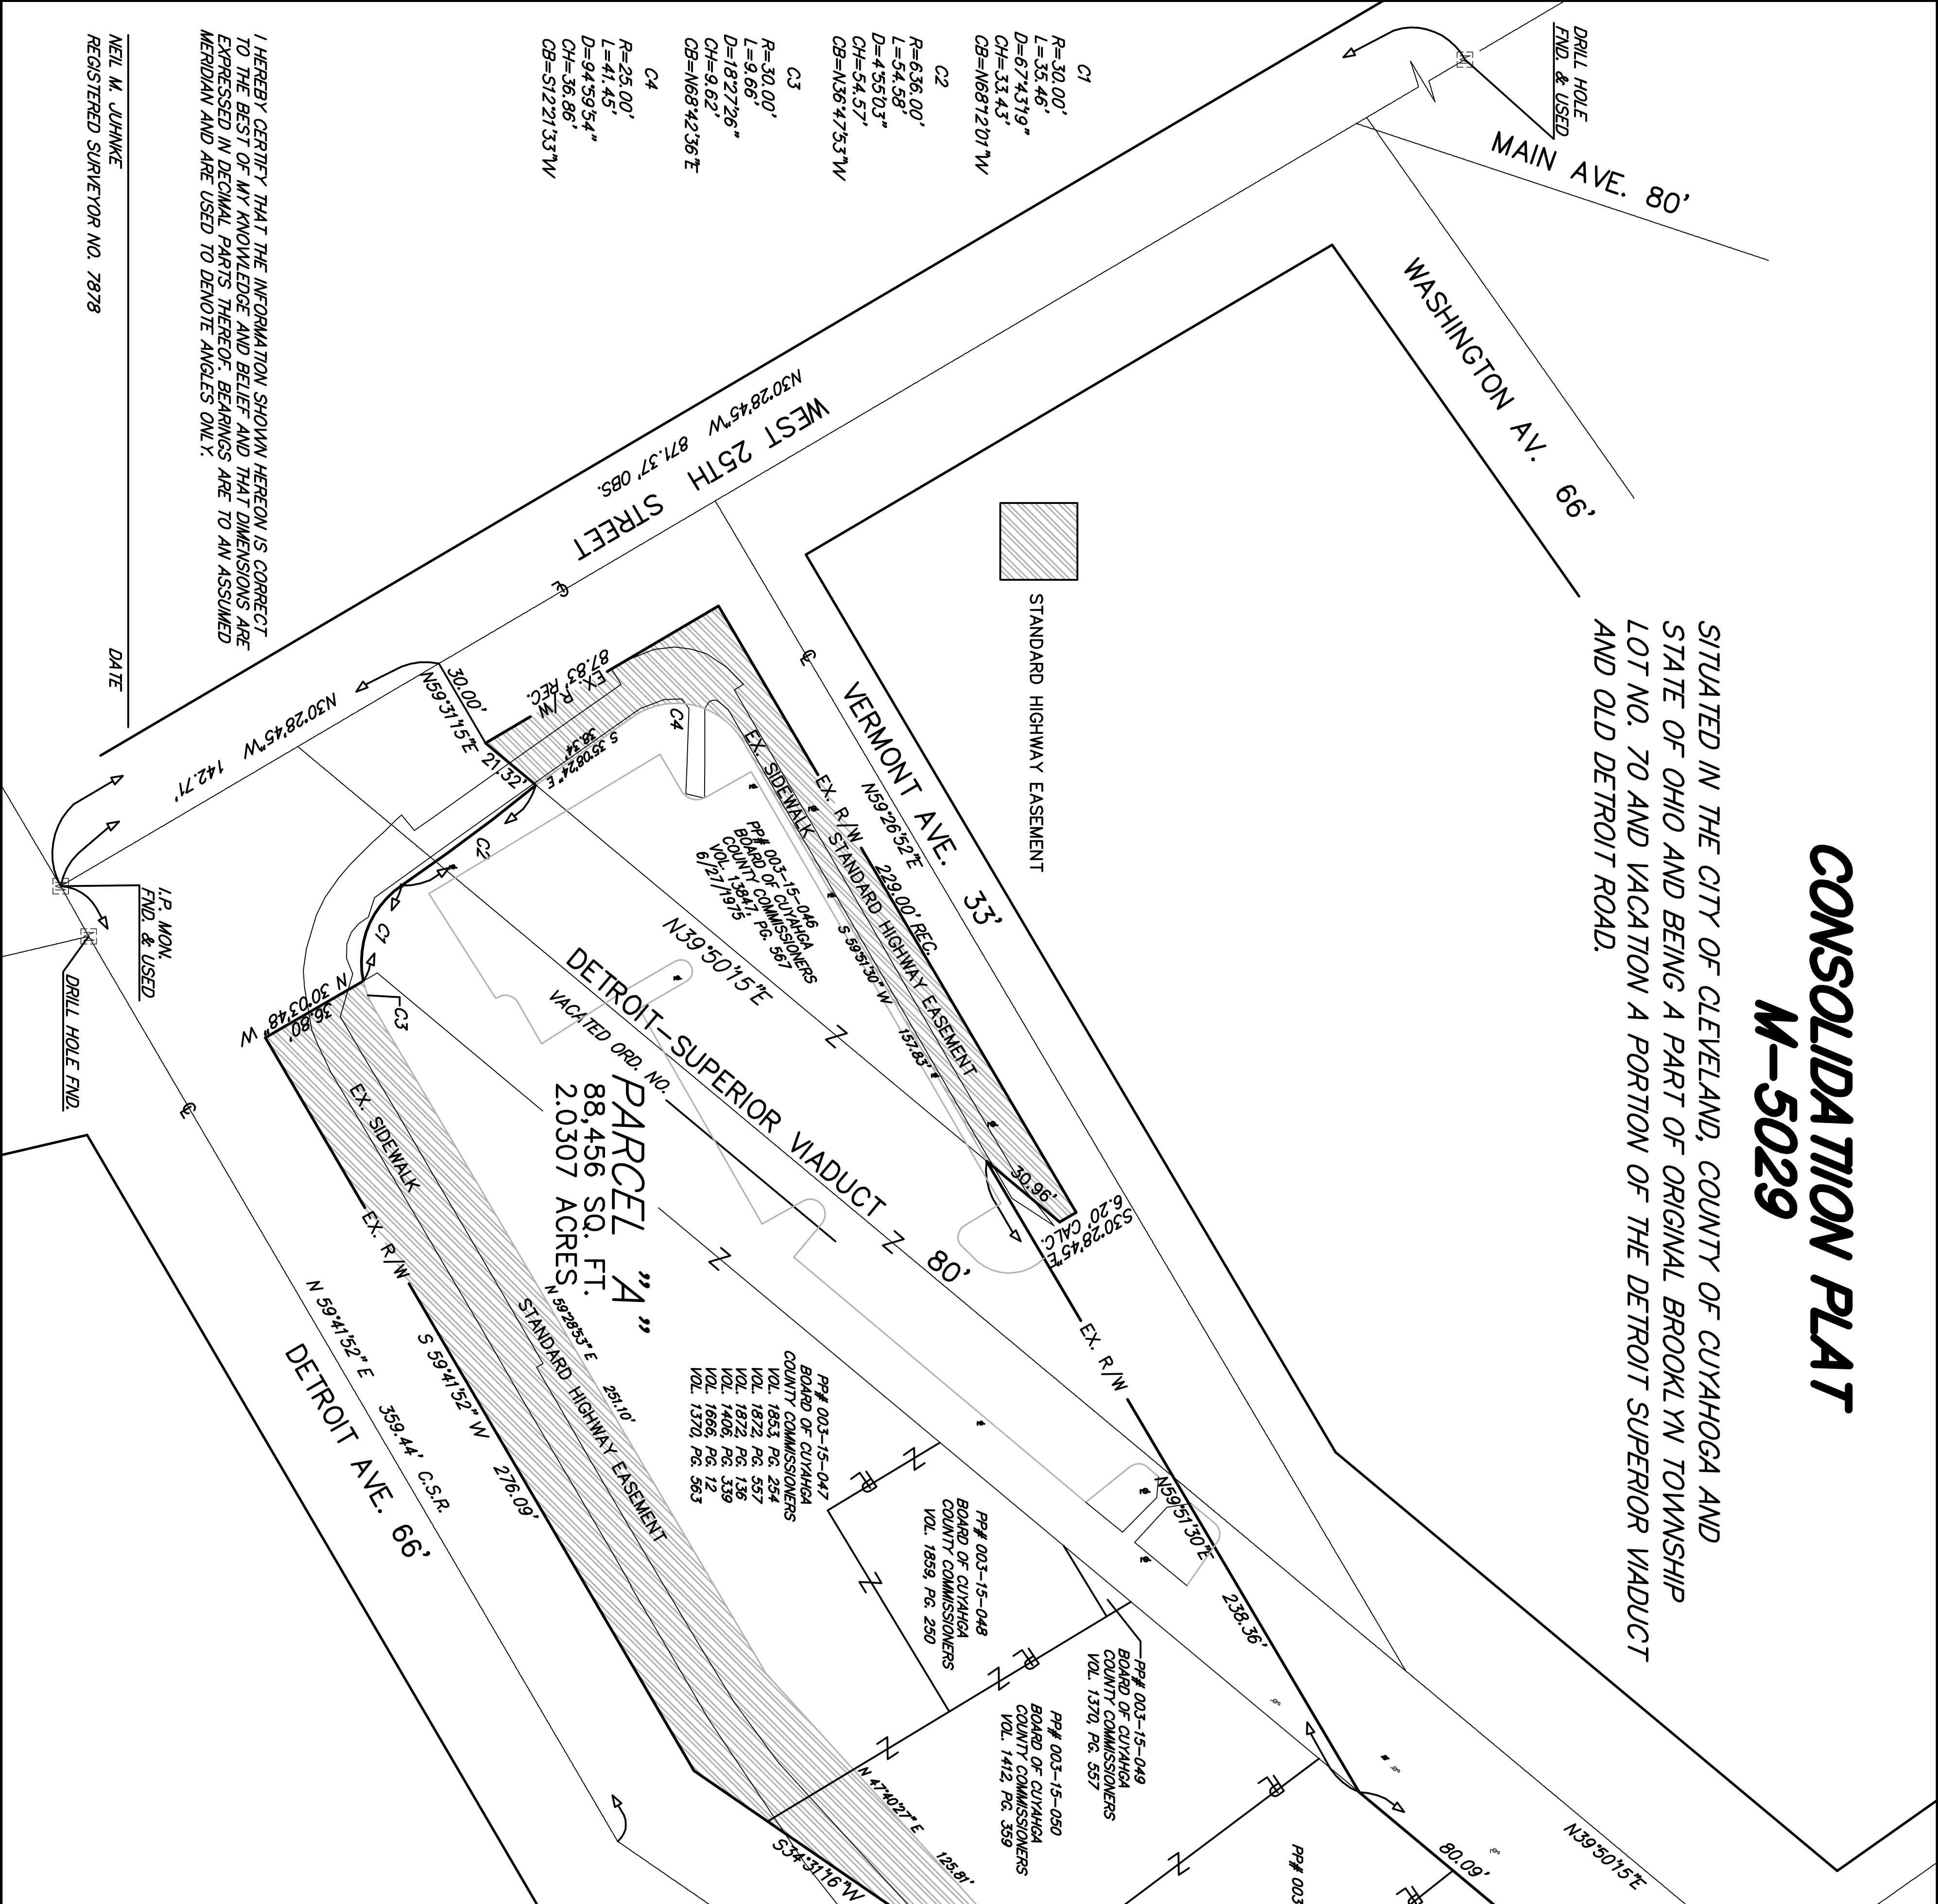 CONSOLIDATION PLAT
M-5029
SITUATED IN THE CITY OF CLEVELAND, COUNTY OF CUYAHOGA AND
STATE OF OHIO AND BEING A PART OF ORIGINAL BROOKLYN TOWNSHIP
LOT NO. 70 AND VACATION A PORTION OF THE DETROIT SUPERIOR VIADUCT
AND OLD DETROIT ROAD.
DRILL HOLE
FND. & USED
MAIN AVE. 80'
WASHINGTON AV. 66'
STANDARD HIGHWAY EASEMENT
C1
R=30.00'
L=35.46'
D=67°43'19"
CH=33.43'
CB=N68°12'01"W
C2
R=636.00'
L=54.58'
D=4°55'03"
CH=54.57'
CB=N36°47'53"W
C3
R=30.00'
L=9.66'
D=18°27'26"
CH=9.62'
CB=N68°42'36"E
C4
R=25.00'
L=41.45'
D=94°59'54"
CH=36.86'
CB=S12°21'33"W
I HEREBY CERTIFY THAT THE INFORMATION SHOWN HEREON IS CORRECT
TO THE BEST OF MY KNOWLEDGE AND BELIEF AND THAT DIMENSIONS ARE
EXPRESSED IN DECIMAL PARTS THEREOF. BEARINGS ARE TO AN ASSUMED
MERIDIAN AND ARE USED TO DENOTE ANGLES ONLY.
NEIL M. JUHNKE
REGISTERED SURVEYOR NO. 7878
DATE
N30°28'45"W 871.37' OBS.
WEST 25TH STREET
VERMONT AVE. 33'
N59°26'52"E
229.00' REC.
EX. R/W
STANDARD HIGHWAY EASEMENT
EX. SIDEWALK
S 59°51'30" W 157.83'
87.83' REC.
EX. R/W
30.00'
N59°31'15"E
21.32'
S 35°08'24" E
38.34'
C4
C2
C1
C3
N30°28'45"W 142.71'
PP# 003-15-046
BOARD OF CUYAHGA
COUNTY COMMISSIONERS
VOL. 13847, PG. 567
6/27/1975
N39°50'15"E
DETROIT-SUPERIOR VIADUCT 80'
VACATED ORD. NO.
30.96'
S30°28'45"E
6.20' CALC.
EX. R/W
N59°51'30"E 238.36'
PARCEL "A"
88,456 SQ. FT.
2.0307 ACRES
I.P. MON.
FND. & USED
DRILL HOLE FND.
N 30°03'48" W
36.80'
EX. SIDEWALK
EX. R/W
N 59°28'53" E 251.10'
STANDARD HIGHWAY EASEMENT
S 59°41'52" W 276.09'
N 59°41'52" E 359.44' C.S.R.
DETROIT AVE. 66'
PP# 003-15-047
BOARD OF CUYAHGA
COUNTY COMMISSIONERS
VOL. 1853, PG. 254
VOL. 1872 PG. 557
VOL. 1872 PG. 136
VOL. 1406, PG. 339
VOL. 1666, PG. 12
VOL. 1370, PG. 563
PP# 003-15-048
BOARD OF CUYAHGA
COUNTY COMMISSIONERS
VOL. 1859, PG. 250
PP# 003-15-049
BOARD OF CUYAHGA
COUNTY COMMISSIONERS
VOL. 1370, PG. 557
PP# 003-15-050
BOARD OF CUYAHGA
COUNTY COMMISSIONERS
VOL. 1412, PG. 359
N 47°40'27" E 125.81'
S34°31'16"W
80.09'
N39°50'15"E
PP# 003